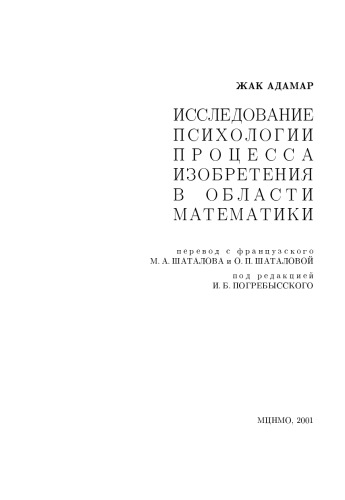 ЖАК АДАМАР
ИССЛЕДОВАНИЕ
ПСИХОЛОГИИ
ПРОЦЕССА
ИЗОБРЕТЕНИЯ
В ОБЛАСТИ
МАТЕМАТИКИ
перевод с французского
М. А. ШАТАЛОВА и О. П. ШАТАЛОВОЙ
под редакцией
И. Б. ПОГРЕБЫССКОГО
МЦНМО, 2001